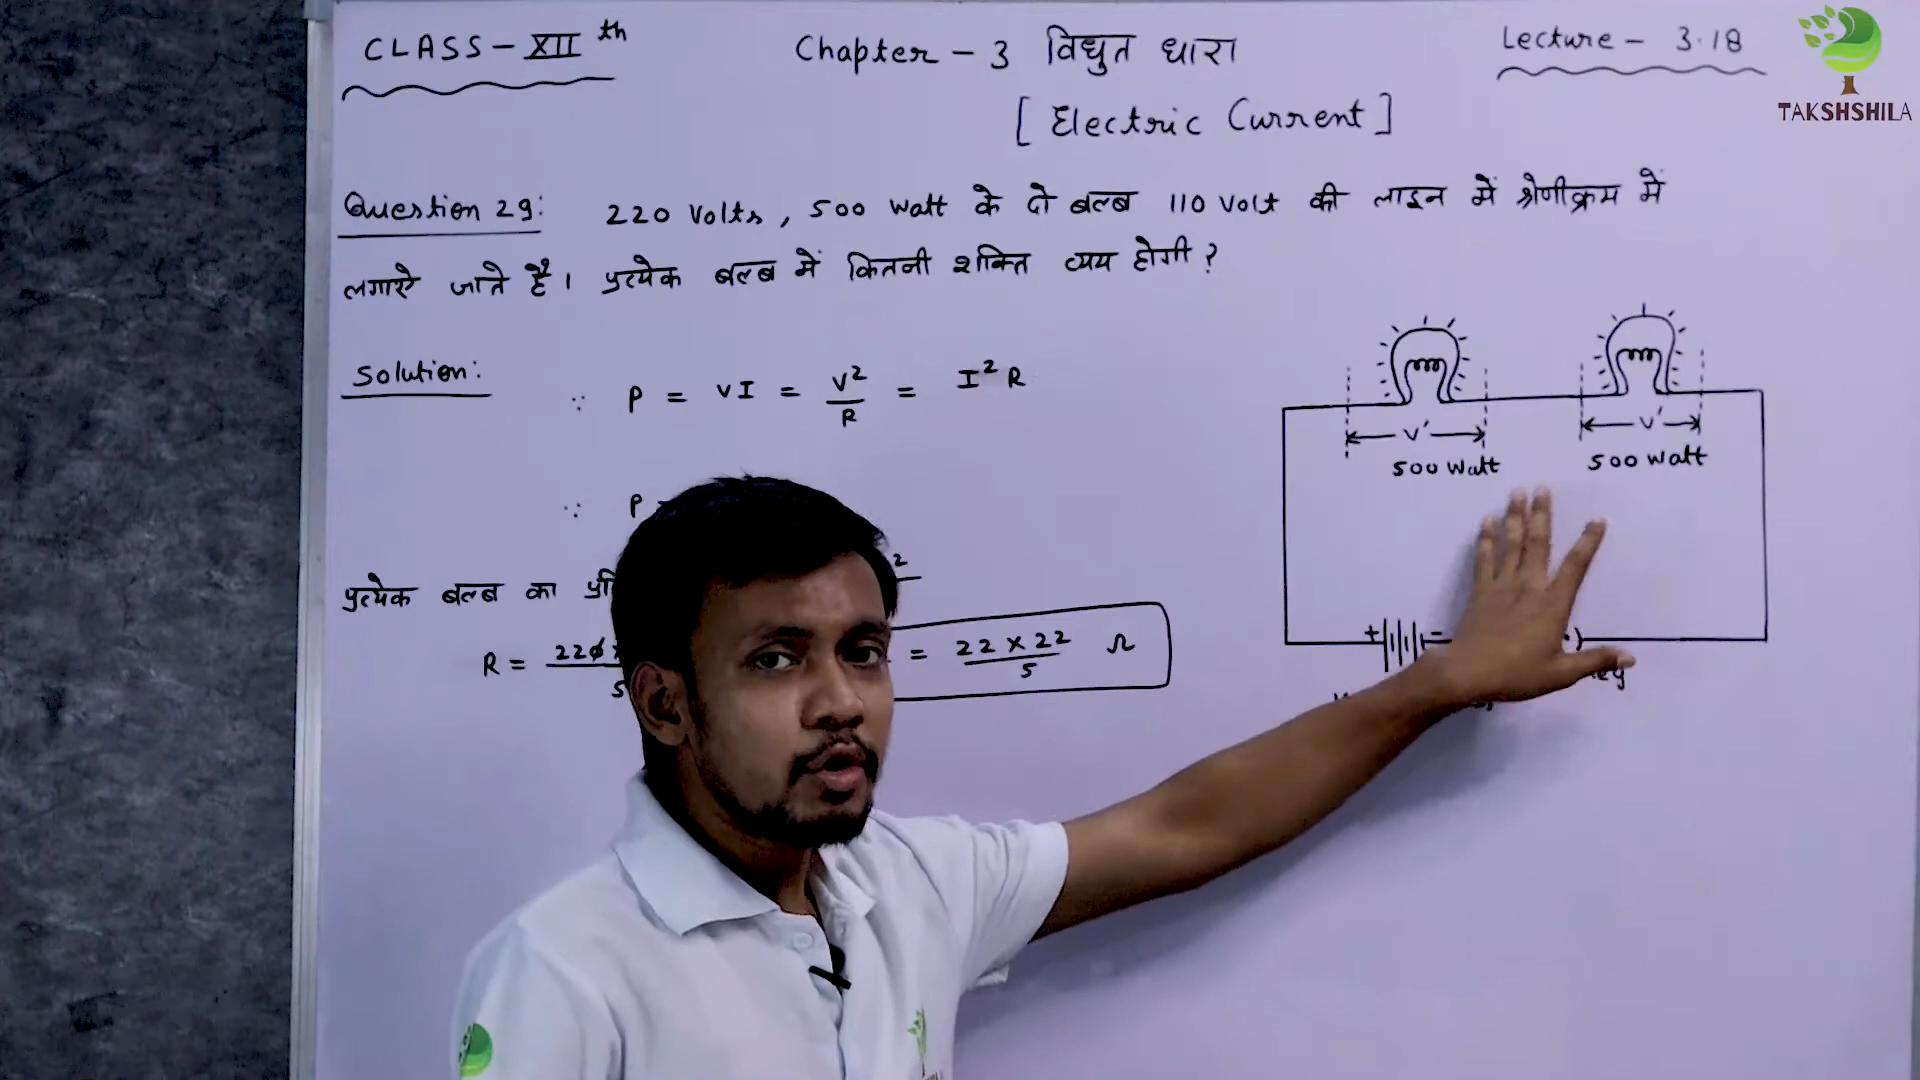 CLASS - XII th
Chapter - 3 विधुत धारा
[Electric Current]
Lecture - 3.18
TAKSHSHILA
Question 29: 220 Volts, 500 Watt के दो बल्ब 110 Volt की लाइन में श्रेणीक्रम में
लगाऐ जाते है। प्रत्येक बल्ब में कितनी शक्ति व्यय होगी?
Solution:
∵ P = VI = V²/R = I²R
∵ P
प्रत्येक बल्ब का
R = 220
= 22 × 22 / 5 Ω
V' V'
500 Watt 500 Watt
+ -